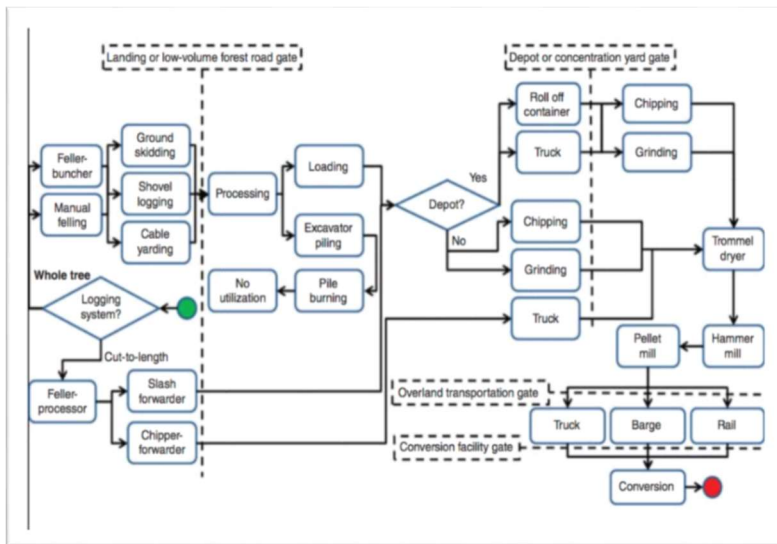 Landing or low-volume forest road gate
Depot or concentration yard gate
Roll off
container
Chipping
Ground
skidding
Feller-
buncher
Loading
Truck
Grinding
Yes
Shovel
logging
Processing
Depot?
Manual
felling
Cable
yarding
Excavator
piling
No
Chipping
Trommel
dryer
Whole tree
Logging
system?
No
utilization
Pile
burning
Grinding
Truck
Cut-to-length
Pellet
mill
Hammer
mill
Feller-
processor
Slash
forwarder
Overland transportation gate
Truck
Barge
Rail
Chipper-
forwarder
Conversion facility gate
Conversion